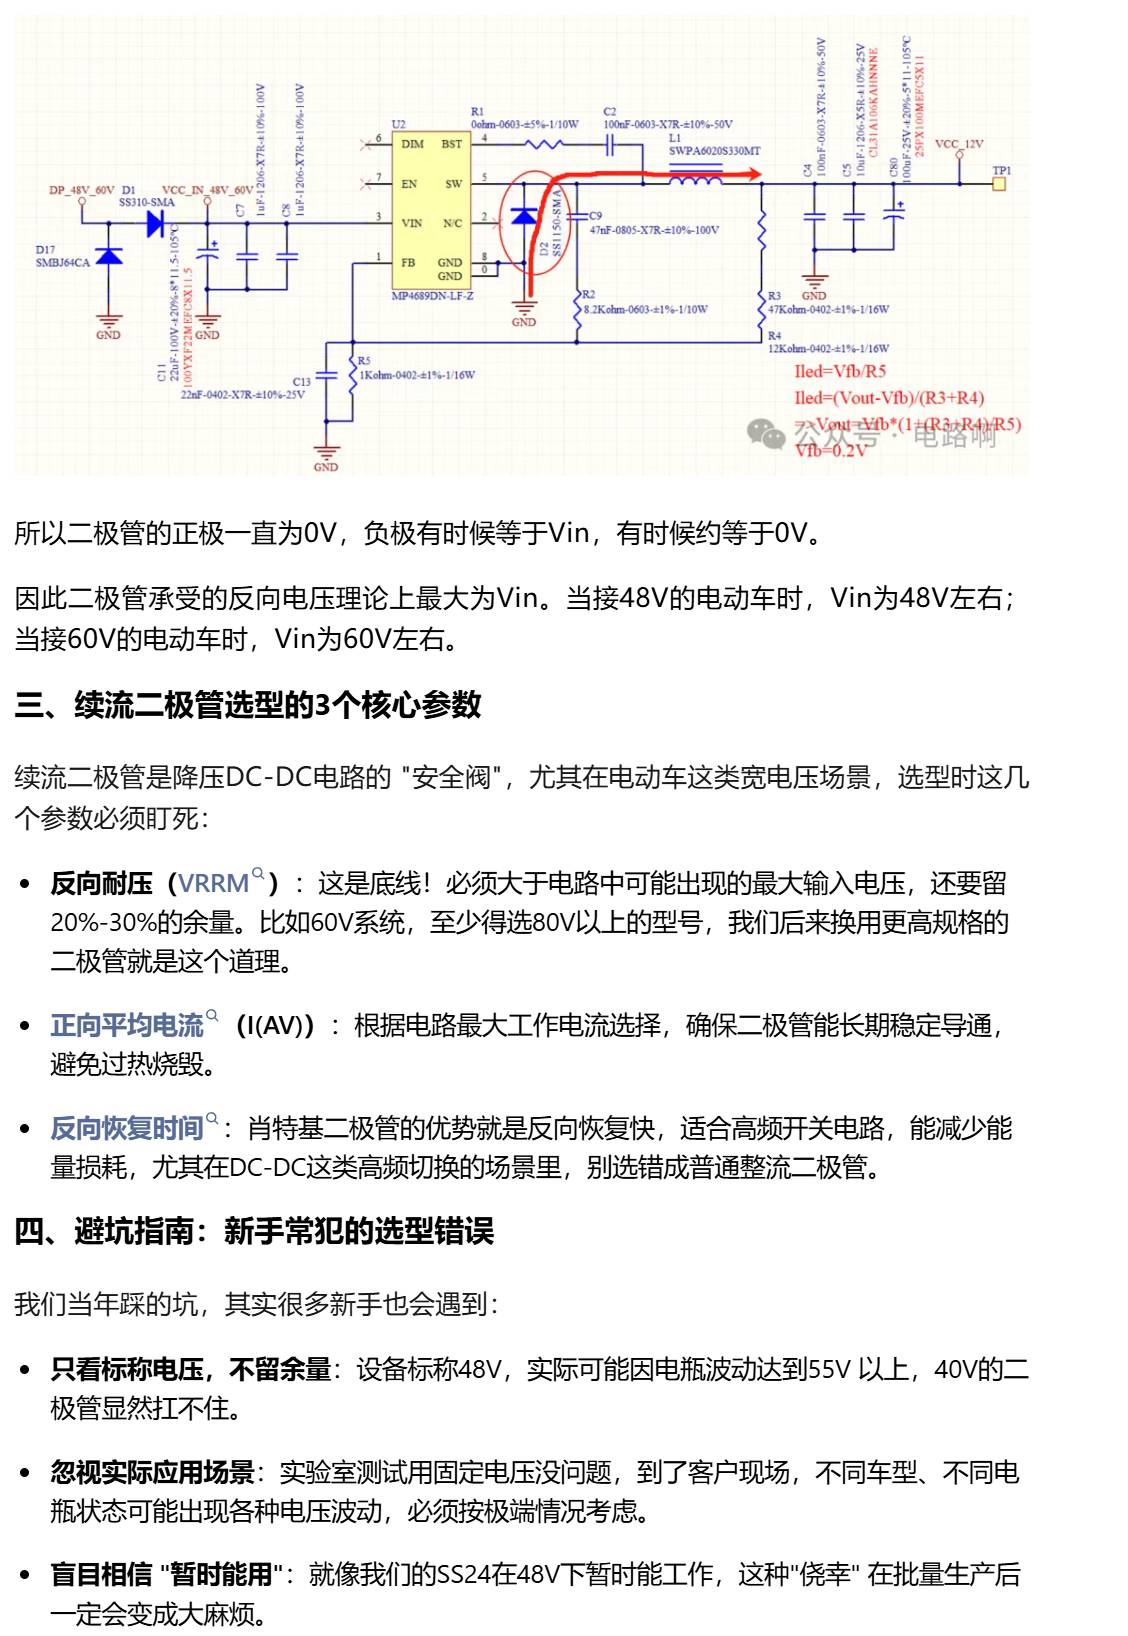 U2
R1
0ohm-0603-±5%-1/10W
C2
100nF-0603-X7R-±10%-50V
L1
SWPA6020S330MT
6 DIM BST 4
7 EN SW 5
3 VIN N/C 2
1 FB GND 8
GND 0
MP4689DN-LF-Z
DP_48V_60V
D1
SS310-SMA
VCC_IN_48V_60V
C7
1uF-1206-X7R-±10%-100V
C8
1uF-1206-X7R-±10%-100V
D17
SMBJ64CA
GND
C11
22uF-100V-±20%-8*11.5-105℃
100YXF22MEFC8X11.5
GND
D2
SS1150-SMA
GND
C9
47nF-0805-X7R-±10%-100V
R2
8.2Kohm-0603-±1%-1/10W
R3
47Kohm-0402-±1%-1/16W
R4
12Kohm-0402-±1%-1/16W
C4
100nF-0603-X7R-±10%-50V
C5
10uF-1206-X5R-±10%-25V
CL31A106KAHNNNE
C80
100uF-25V-±20%-5*11-105℃
25PX100MEFC5X11
VCC_12V
TP1
GND
C13
22nF-0402-X7R-±10%-25V
R5
1Kohm-0402-±1%-1/16W
GND
Iled=Vfb/R5
Iled=(Vout-Vfb)/(R3+R4)
=>Vout=Vfb*(1+(R3+R4)/R5)
Vfb=0.2V
公众号·电路啊
所以二极管的正极一直为0V，负极有时候等于Vin，有时候约等于0V。
因此二极管承受的反向电压理论上最大为Vin。当接48V的电动车时，Vin为48V左右；
当接60V的电动车时，Vin为60V左右。
三、续流二极管选型的3个核心参数
续流二极管是降压DC-DC电路的 "安全阀"，尤其在电动车这类宽电压场景，选型时这几
个参数必须盯死：
• 反向耐压（VRRM）：这是底线！必须大于电路中可能出现的最大输入电压，还要留
20%-30%的余量。比如60V系统，至少得选80V以上的型号，我们后来换用更高规格的
二极管就是这个道理。
• 正向平均电流（I(AV)）：根据电路最大工作电流选择，确保二极管能长期稳定导通，
避免过热烧毁。
• 反向恢复时间：肖特基二极管的优势就是反向恢复快，适合高频开关电路，能减少能
量损耗，尤其在DC-DC这类高频切换的场景里，别选错成普通整流二极管。
四、避坑指南：新手常犯的选型错误
我们当年踩的坑，其实很多新手也会遇到：
• 只看标称电压，不留余量：设备标称48V，实际可能因电瓶波动达到55V 以上，40V的二
极管显然扛不住。
• 忽视实际应用场景：实验室测试用固定电压没问题，到了客户现场，不同车型、不同电
瓶状态可能出现各种电压波动，必须按极端情况考虑。
• 盲目相信 "暂时能用"：就像我们的SS24在48V下暂时能工作，这种"侥幸" 在批量生产后
一定会变成大麻烦。